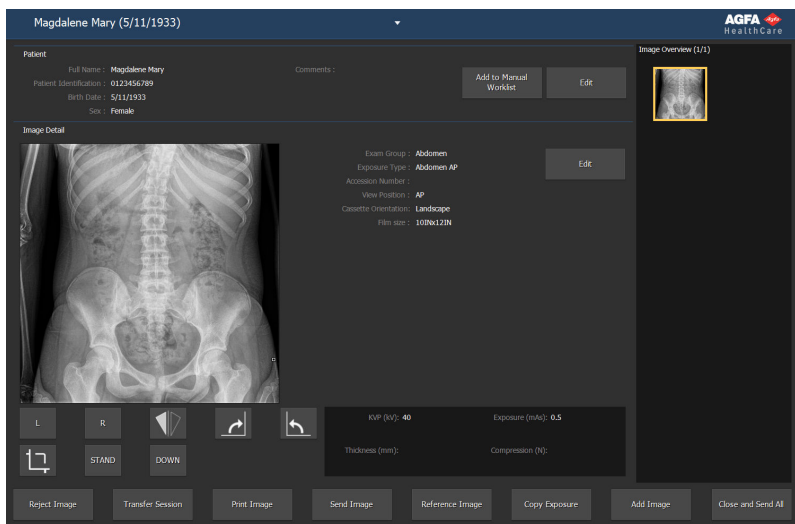 Magdalene Mary (5/11/1933)
AGFA
HealthCare
Patient
Full Name : Magdalene Mary
Comments :
Patient Identification : 0123456789
Birth Date : 5/11/1933
Sex : Female
Add to Manual Worklist
Edit
Image Overview (1/1)
Image Detail
Exam Group : Abdomen
Exposure Type : Abdomen AP
Accession Number :
View Position : AP
Cassette Orientation: Landscape
Film size : 10INx12IN
Edit
L
R
STAND
DOWN
KVP (kV): 40
Exposure (mAs): 0.5
Thickness (mm):
Compression (N):
Reject Image
Transfer Session
Print Image
Send Image
Reference Image
Copy Exposure
Add Image
Close and Send All